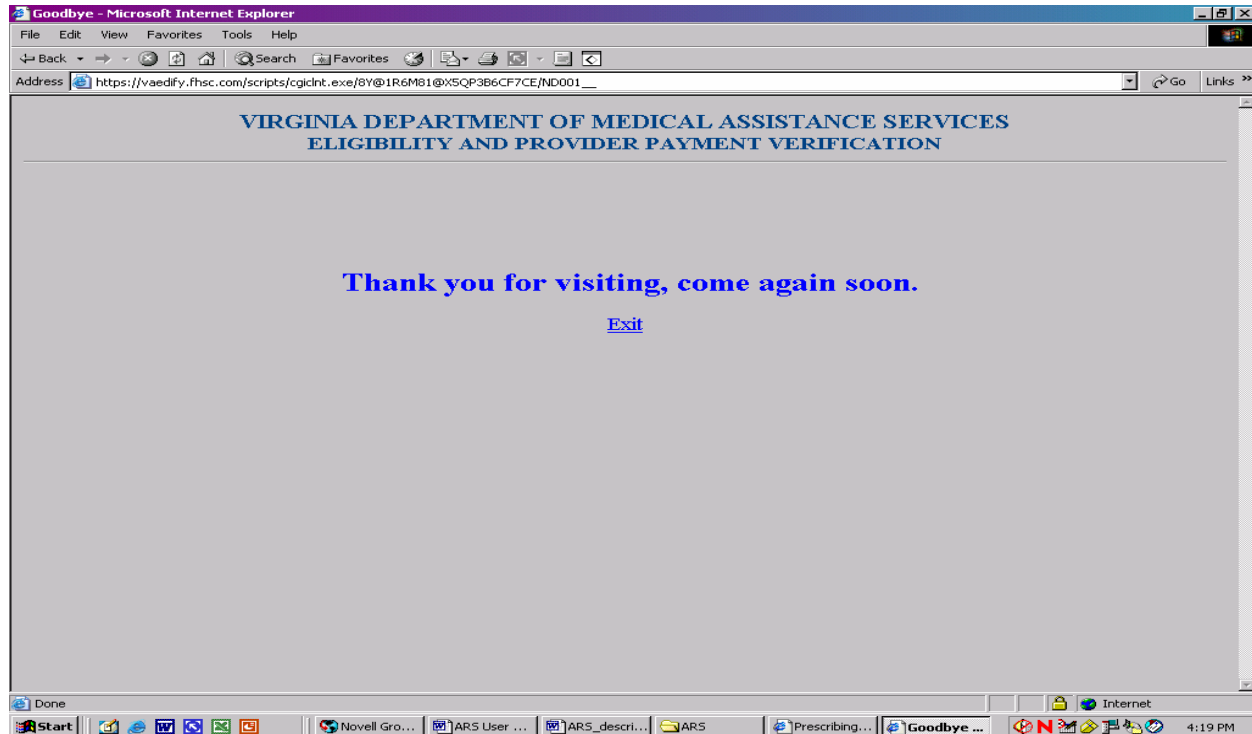 Goodbye - Microsoft Internet Explorer
File Edit View Favorites Tools Help
Back Search Favorites
Address https://vaedify.fhsc.com/scripts/cgiclnt.exe/8Y@1R6M81@X5QP3B6CF7CE/ND001__ Go Links »
VIRGINIA DEPARTMENT OF MEDICAL ASSISTANCE SERVICES
ELIGIBILITY AND PROVIDER PAYMENT VERIFICATION
Thank you for visiting, come again soon.
Exit
Done Internet
Start Novell Gro... ARS User ... ARS_descri... ARS Prescribing... Goodbye ... 4:19 PM